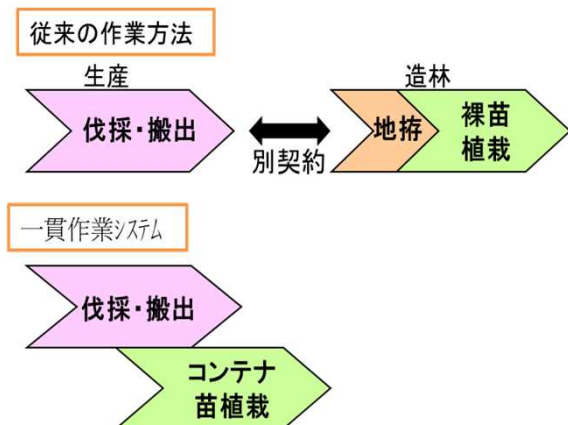 従来の作業方法
生産
造林
伐採・搬出
別契約
地拵
裸苗
植栽
一貫作業ｼｽﾃﾑ
伐採・搬出
コンテナ
苗植栽